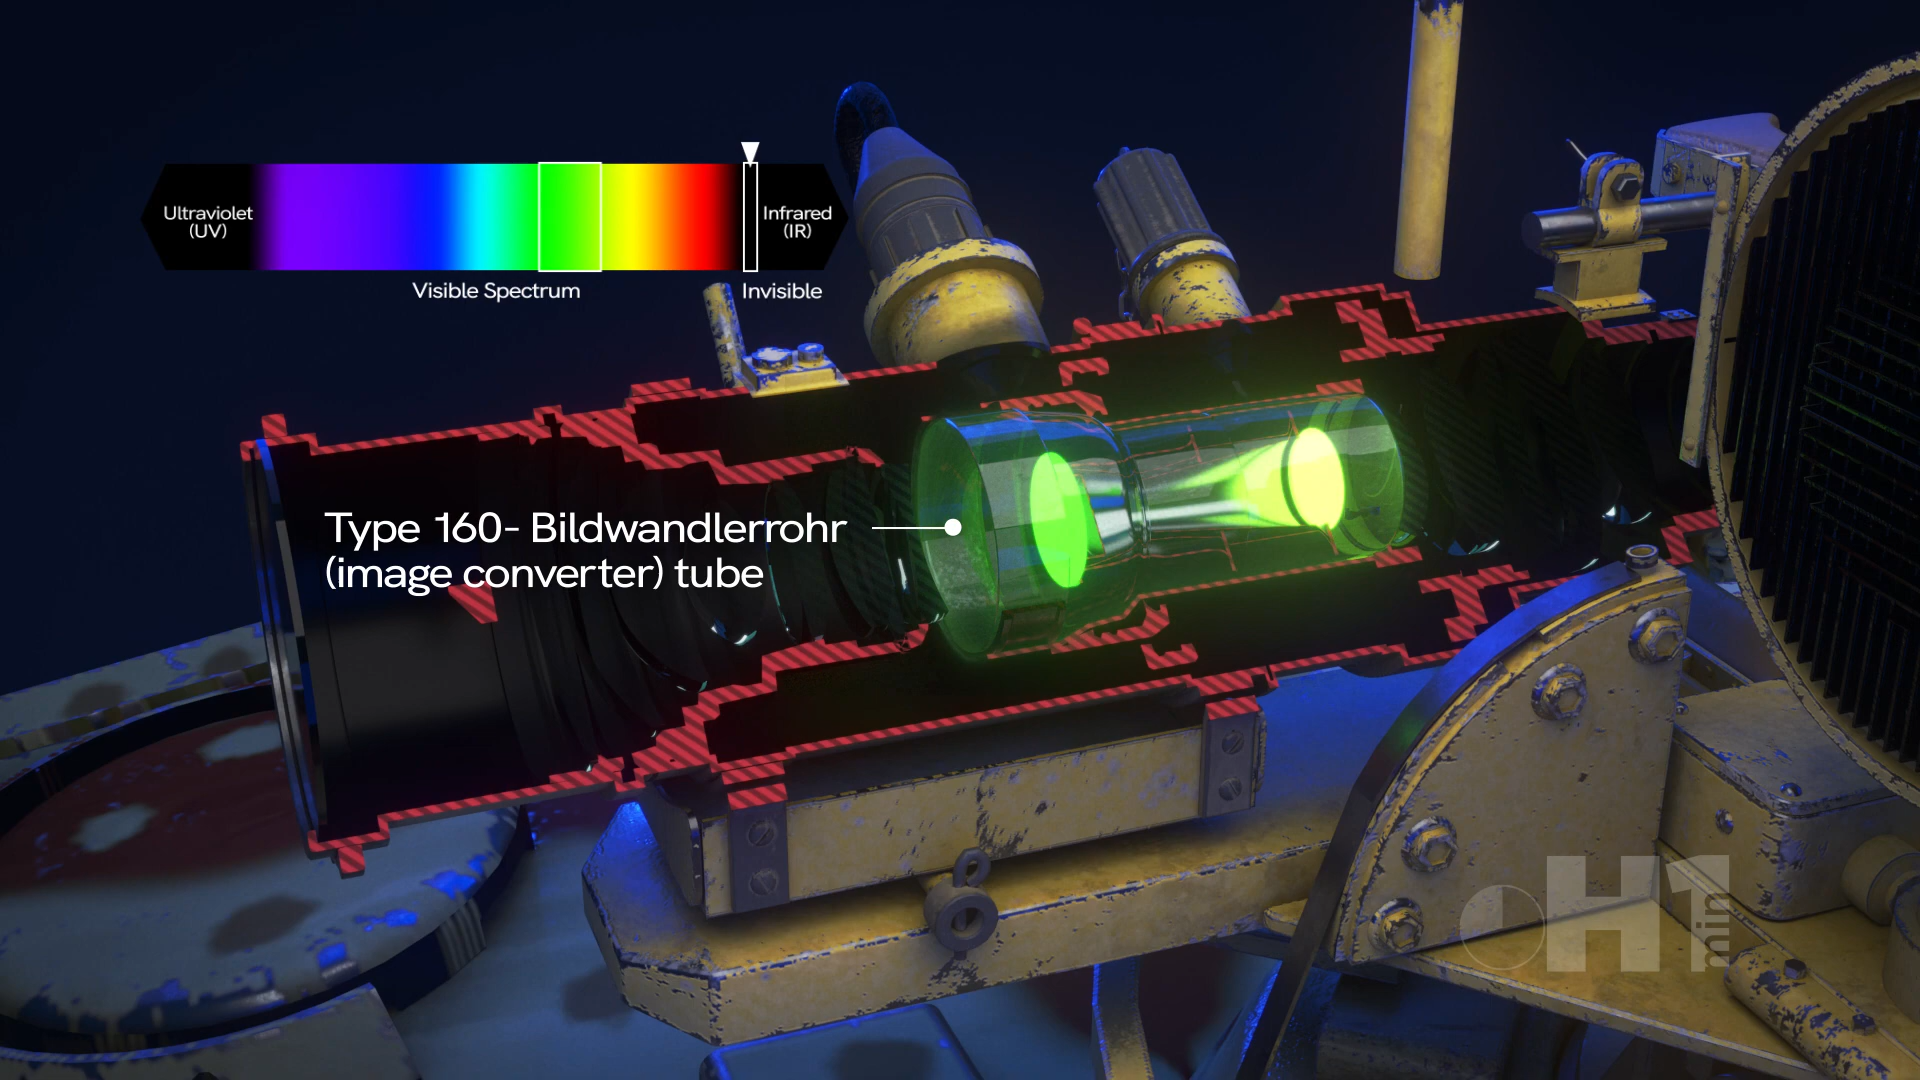 Ultraviolet
(UV)
Infrared
(IR)
Visible Spectrum
Invisible
Type 160- Bildwandlerrohr
(image converter) tube
H1
min